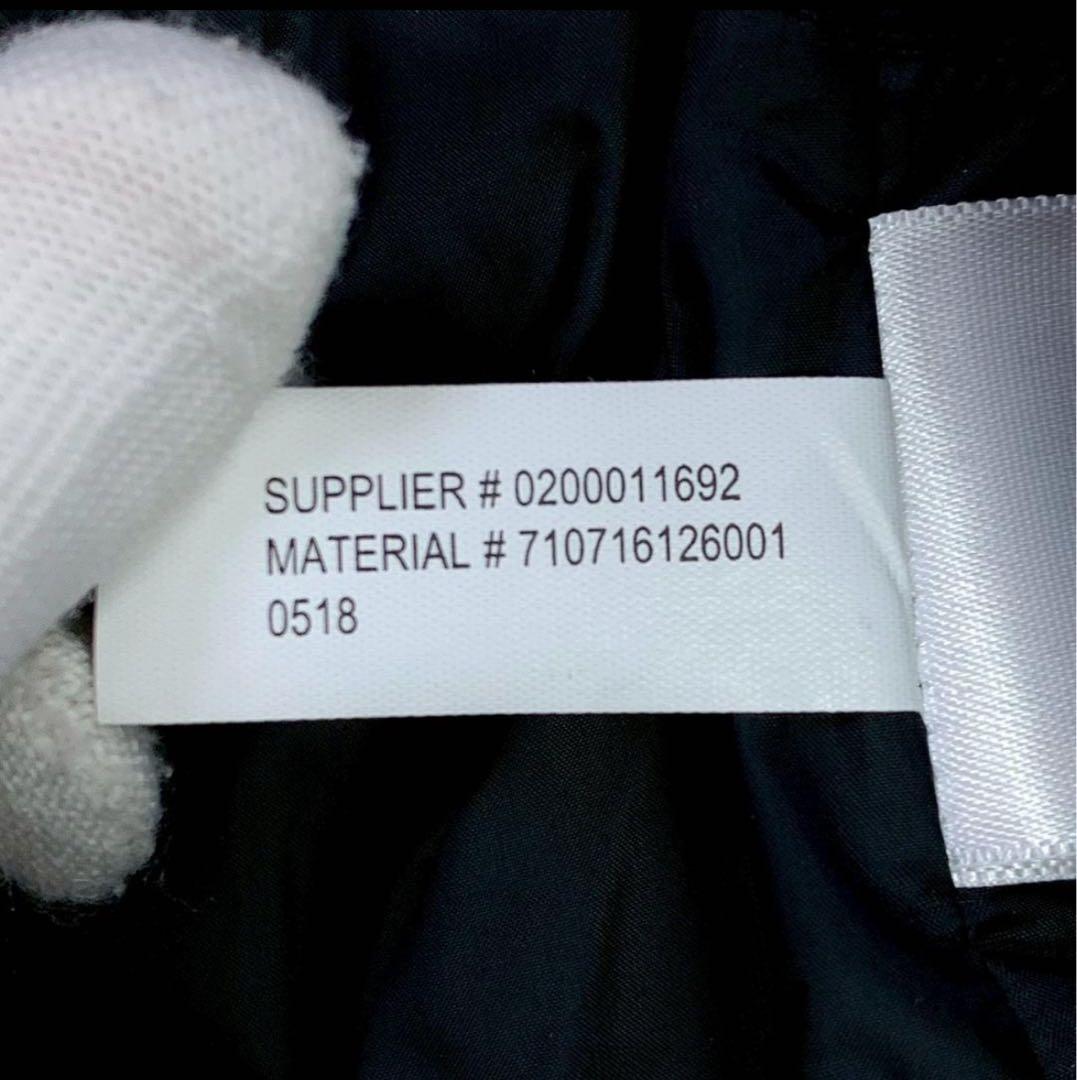 SUPPLIER # 0200011692
MATERIAL # 710716126001
0518